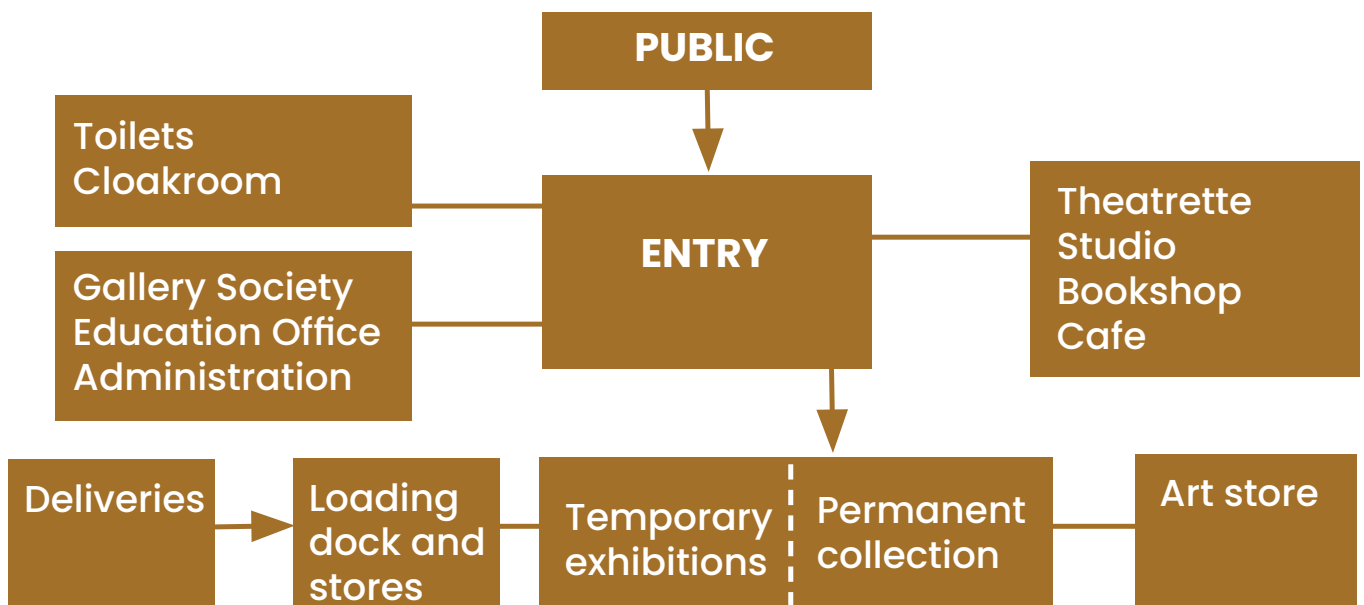 PUBLIC
Toilets
Cloakroom
ENTRY
Theatrette
Studio
Bookshop
Cafe
Gallery Society
Education Office
Administration
Deliveries
Loading
dock and
stores
Temporary
exhibitions
Permanent
collection
Art store